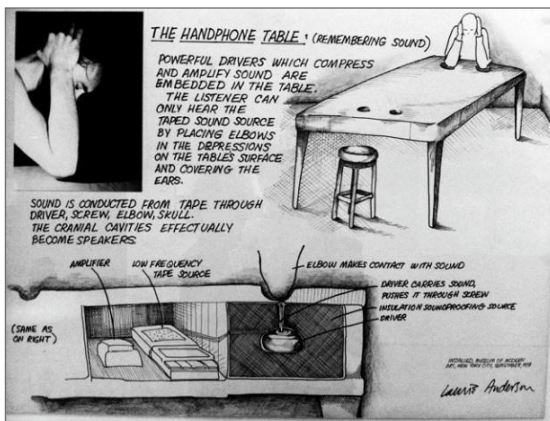 THE HANDPHONE TABLE, (REMEMBERING SOUND)
POWERFUL DRIVERS WHICH COMPRESS
AND AMPLIFY SOUND ARE
EMBEDDED IN THE TABLE.
THE LISTENER CAN
ONLY HEAR THE
TAPED SOUND SOURCE
BY PLACING ELBOWS
IN THE DEPRESSIONS
ON THE TABLE'S SURFACE
AND COVERING THE
EARS.
SOUND IS CONDUCTED FROM TAPE THROUGH
DRIVER, SCREW, ELBOW, SKULL.
THE CRANIAL CAVITIES EFFECTUALLY
BECOME SPEAKERS.
AMPLIFIER
LOW FREQUENCY
TAPE SOURCE
(SAME AS
ON RIGHT)
ELBOW MAKES CONTACT WITH SOUND
DRIVER CARRIES SOUND,
PUSHES IT THROUGH SCREW
INSULATION SOUNDPROOFING SOURCE
DRIVER
INSTALLED, MUSEUM OF MODERN
ART, NEW YORK CITY, 1978
Laurie Anderson